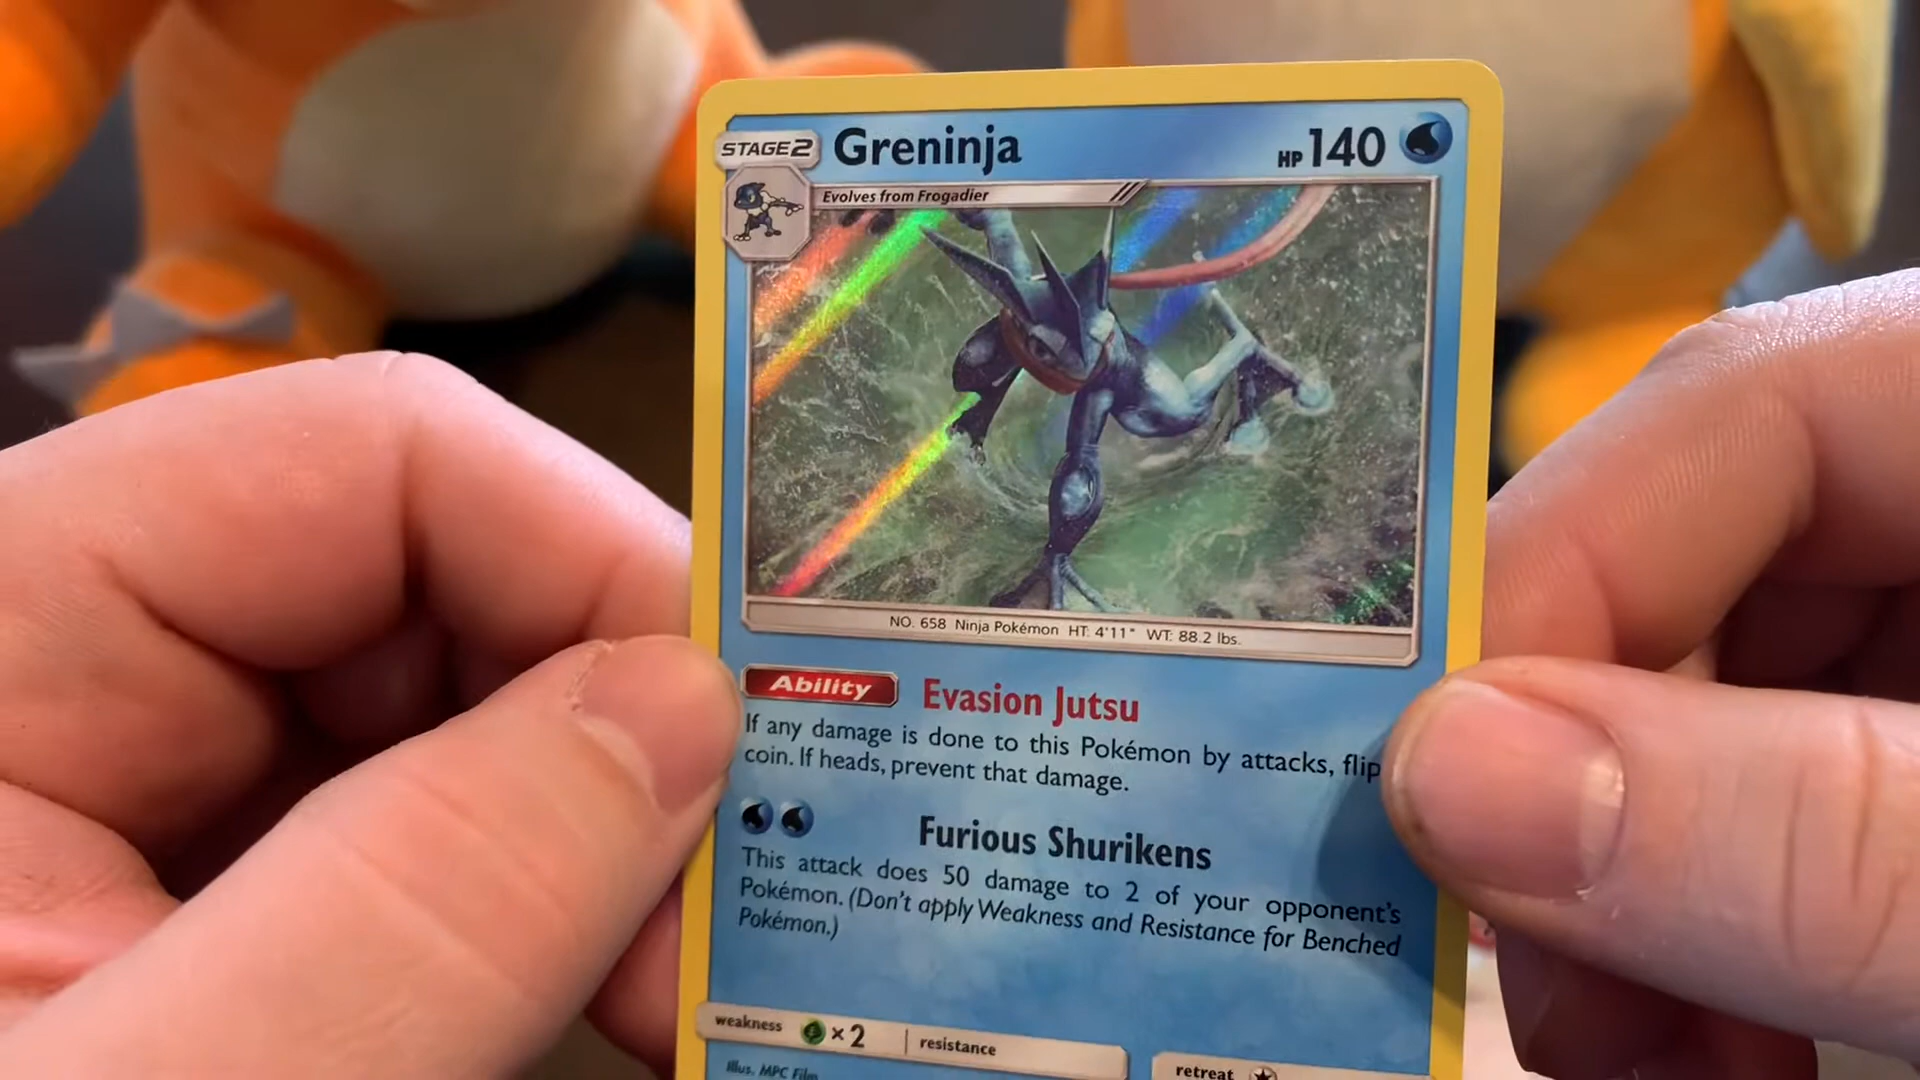 STAGE2 Greninja HP 140
Evolves from Frogadier
NO. 658 Ninja Pokémon HT: 4'11" WT: 88.2 lbs.
Ability Evasion Jutsu
If any damage is done to this Pokémon by attacks, flip
coin. If heads, prevent that damage.
Furious Shurikens
This attack does 50 damage to 2 of your opponent's
Pokémon. (Don't apply Weakness and Resistance for Benched
Pokémon.)
weakness ×2 resistance
retreat
Illus. MPC Film